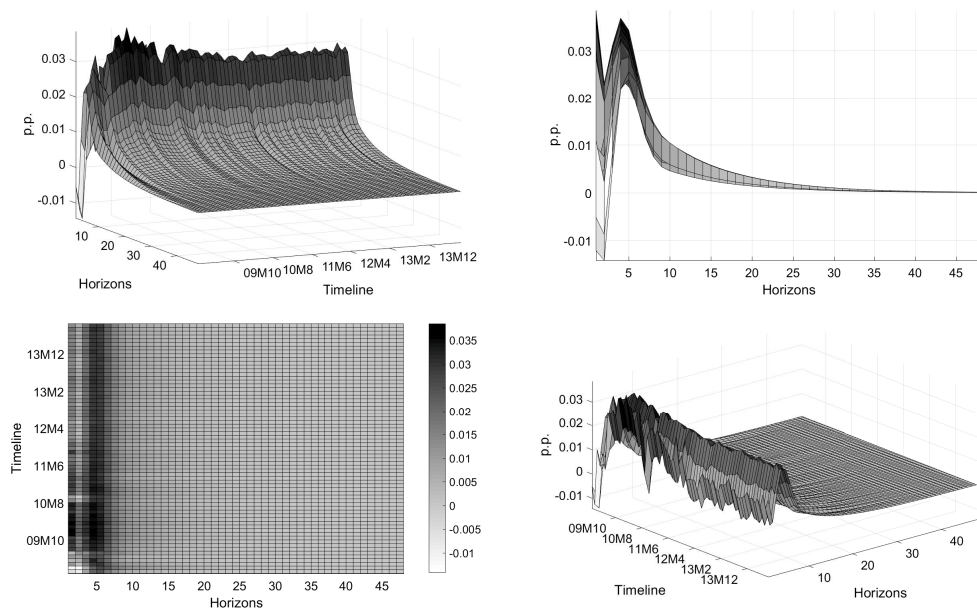 0.03
0.02
0.01
0
-0.01
p.p.
10
20
30
40
Horizons
09M10 10M8 11M6 12M4 13M2 13M12
Timeline
0.03
0.02
0.01
0
-0.01
p.p.
5 10 15 20 25 30 35 40 45
Horizons
13M12
13M2
12M4
11M6
10M8
09M10
Timeline
5 10 15 20 25 30 35 40 45
Horizons
0.035
0.03
0.025
0.02
0.015
0.01
0.005
0
-0.005
-0.01
0.03
0.02
0.01
0
-0.01
p.p.
09M10
10M8
11M6
12M4
13M2
13M12
Timeline
10
20
30
40
Horizons